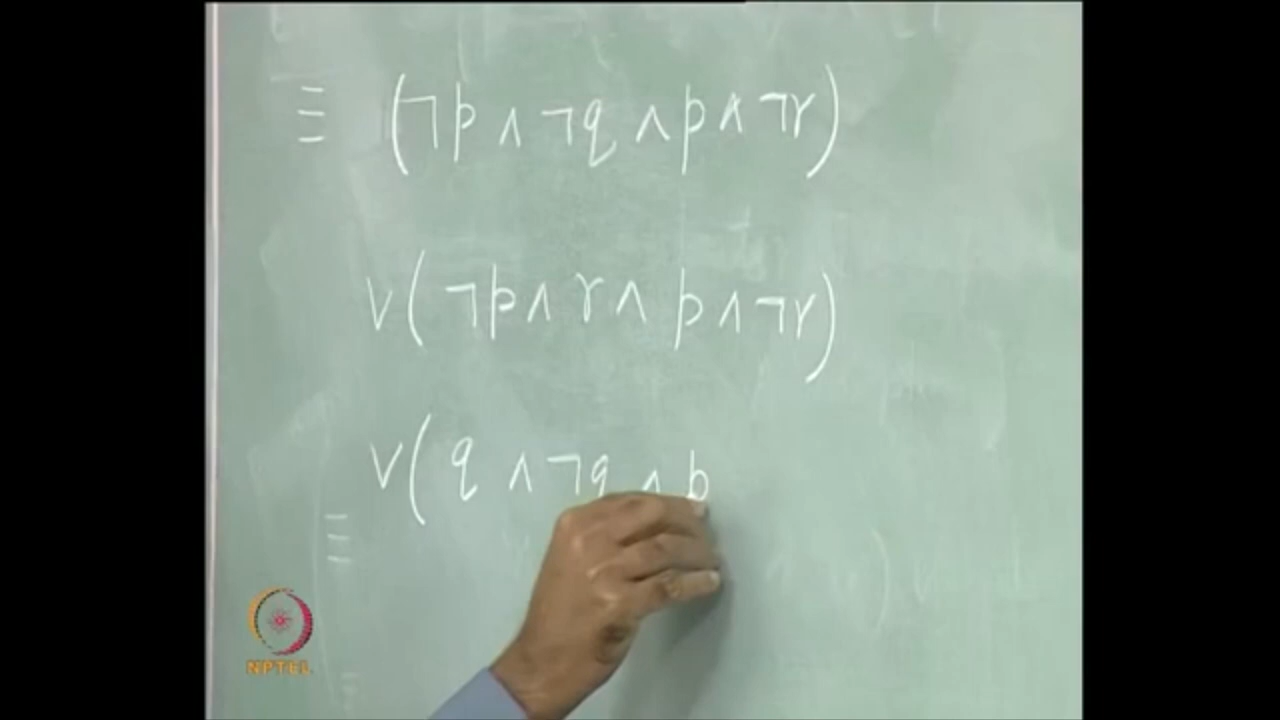 ≡ (¬p ∧ ¬q ∧ p ∧ ¬r)
∨ (¬p ∧ r ∧ p ∧ ¬r)
∨ (q ∧ ¬q ∧ p
≡
NPTEL